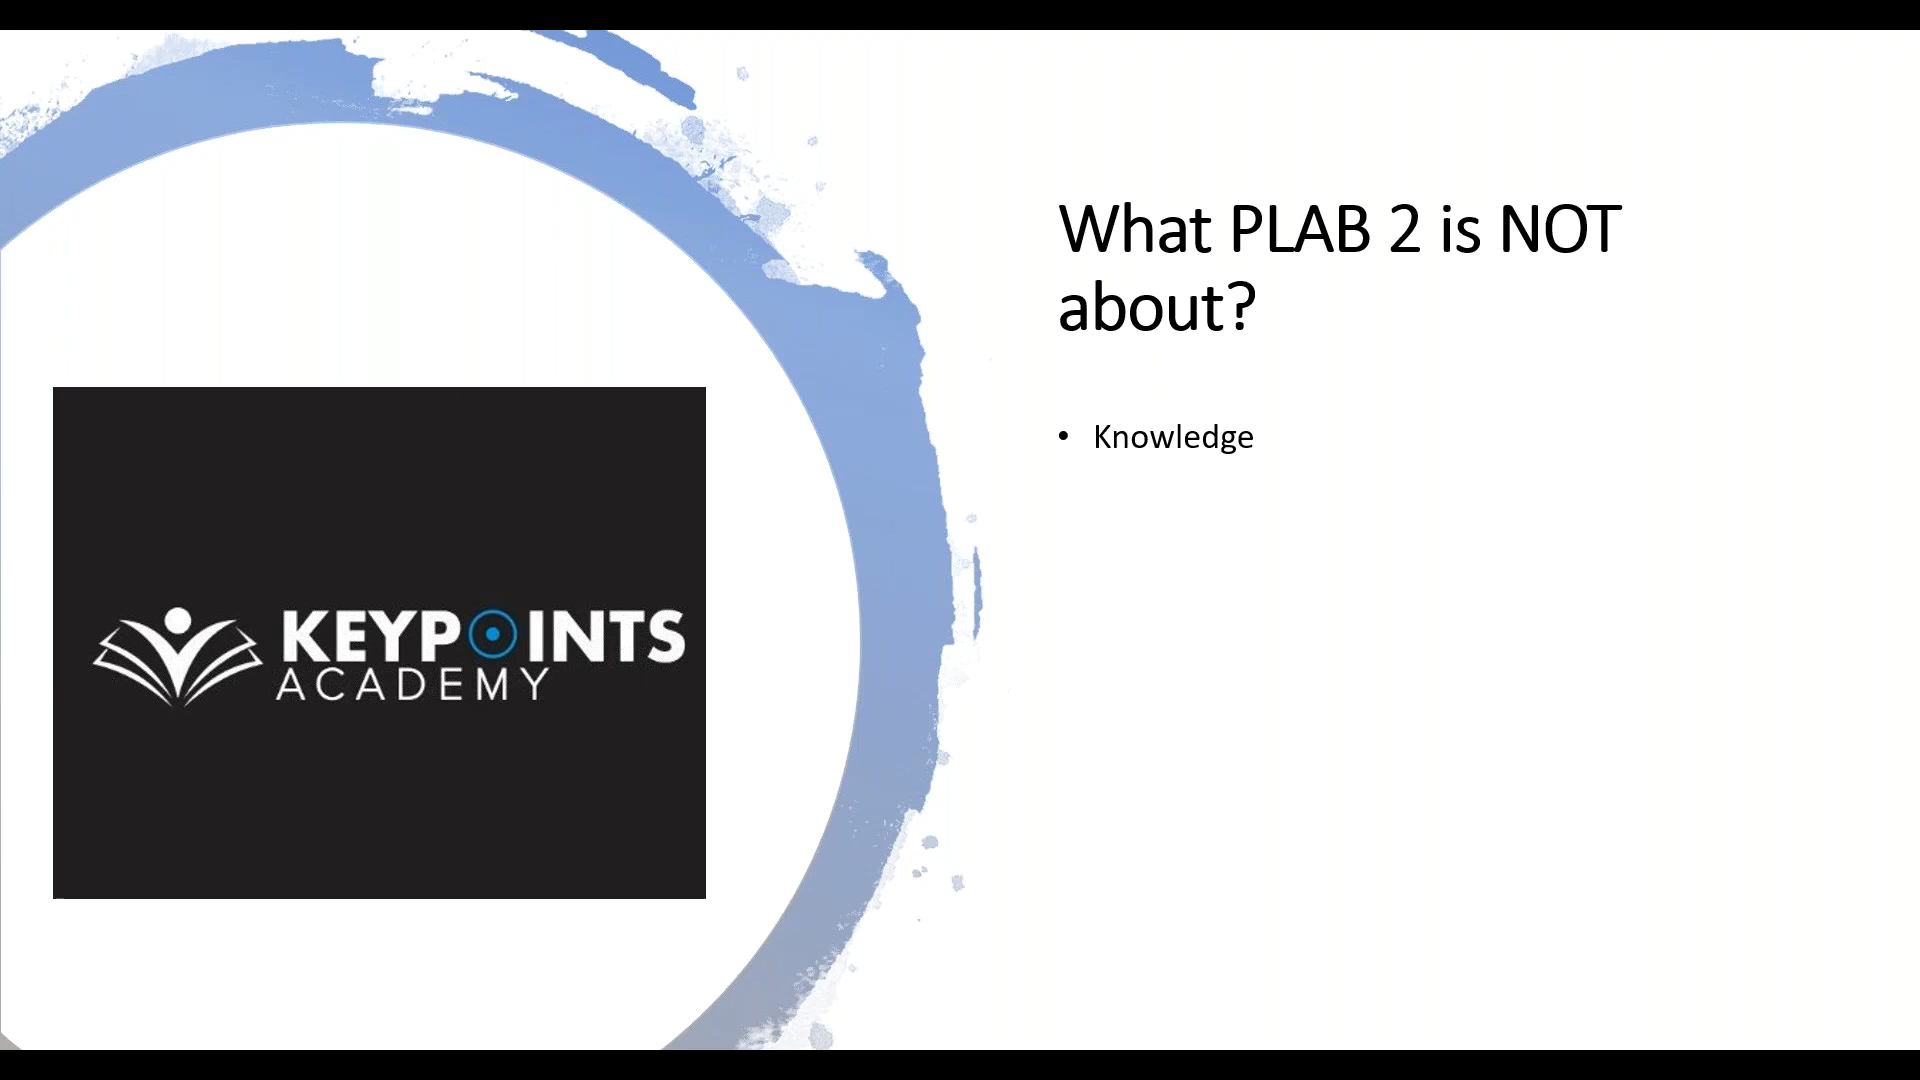 What PLAB 2 is NOT
about?
• Knowledge
KEYPOINTS
ACADEMY